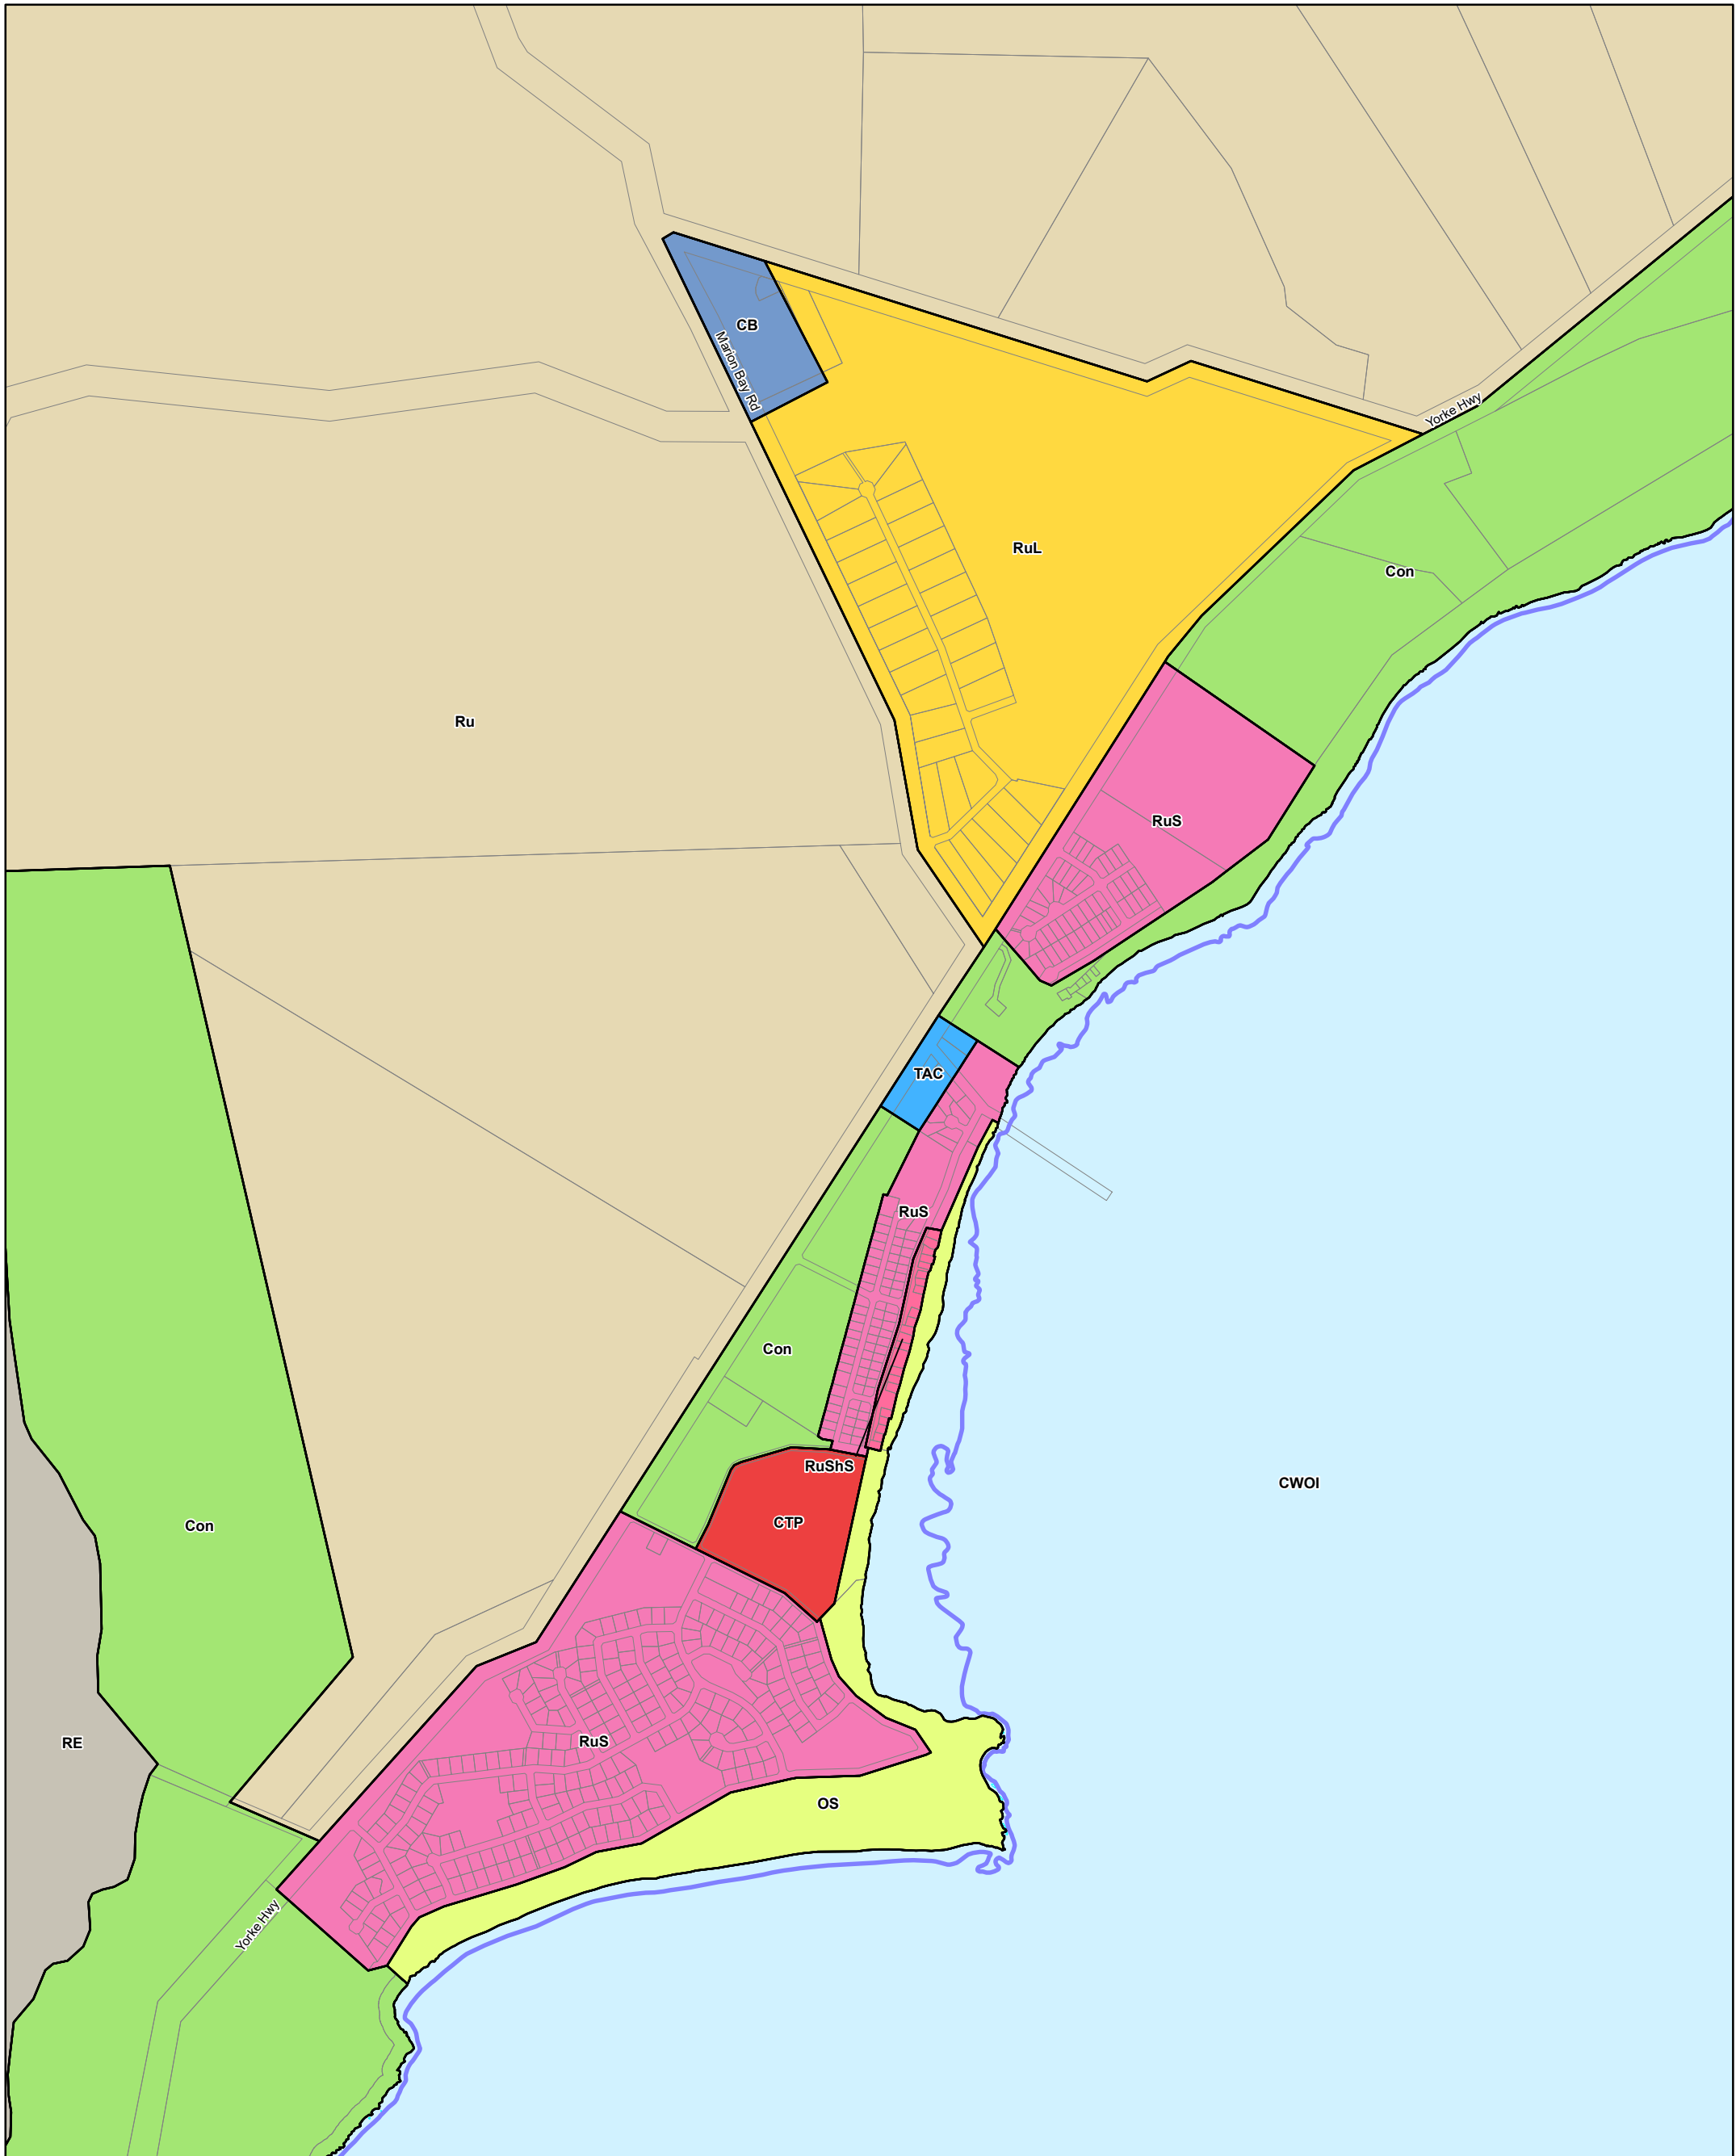 CB
Marion Bay Rd
Yorke Hwy
RuL
Con
Ru
RuS
TAC
RuS
Con
RuShS
CWOI
CTP
Con
RuS
RE
OS
Yorke Hwy